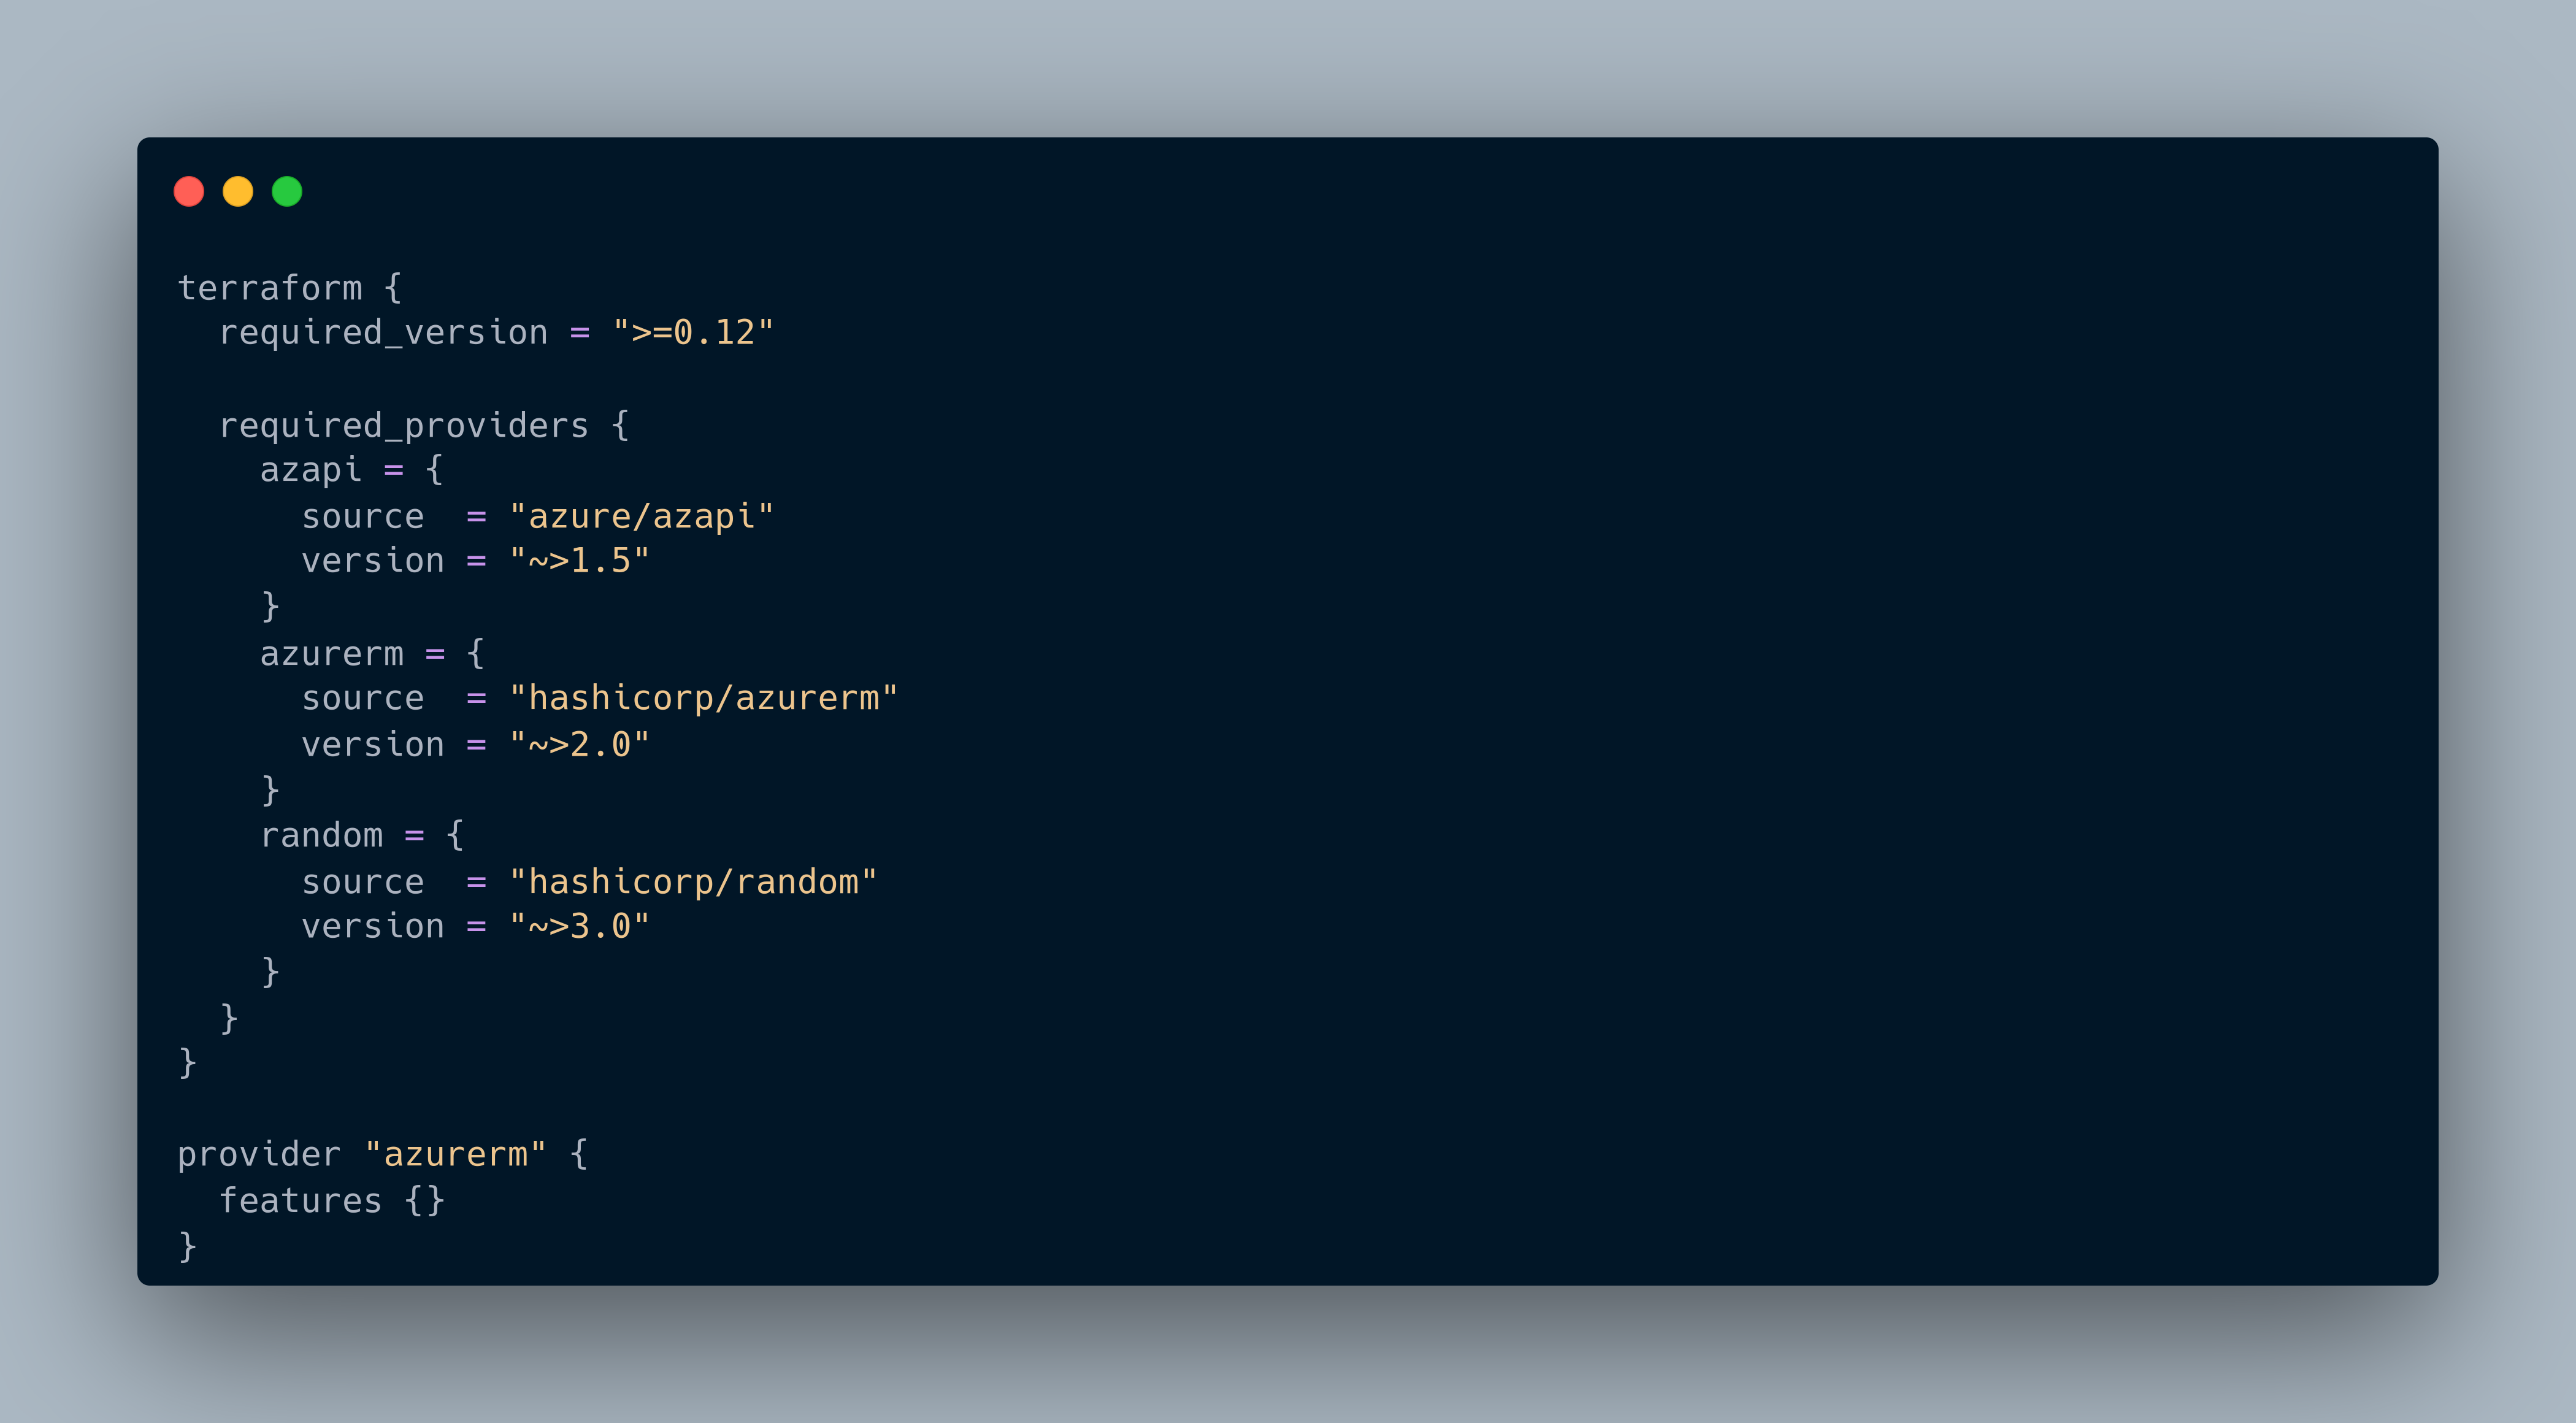 terraform {
  required_version = ">=0.12"

  required_providers {
    azapi = {
      source  = "azure/azapi"
      version = "~>1.5"
    }
    azurerm = {
      source  = "hashicorp/azurerm"
      version = "~>2.0"
    }
    random = {
      source  = "hashicorp/random"
      version = "~>3.0"
    }
  }
}

provider "azurerm" {
  features {}
}